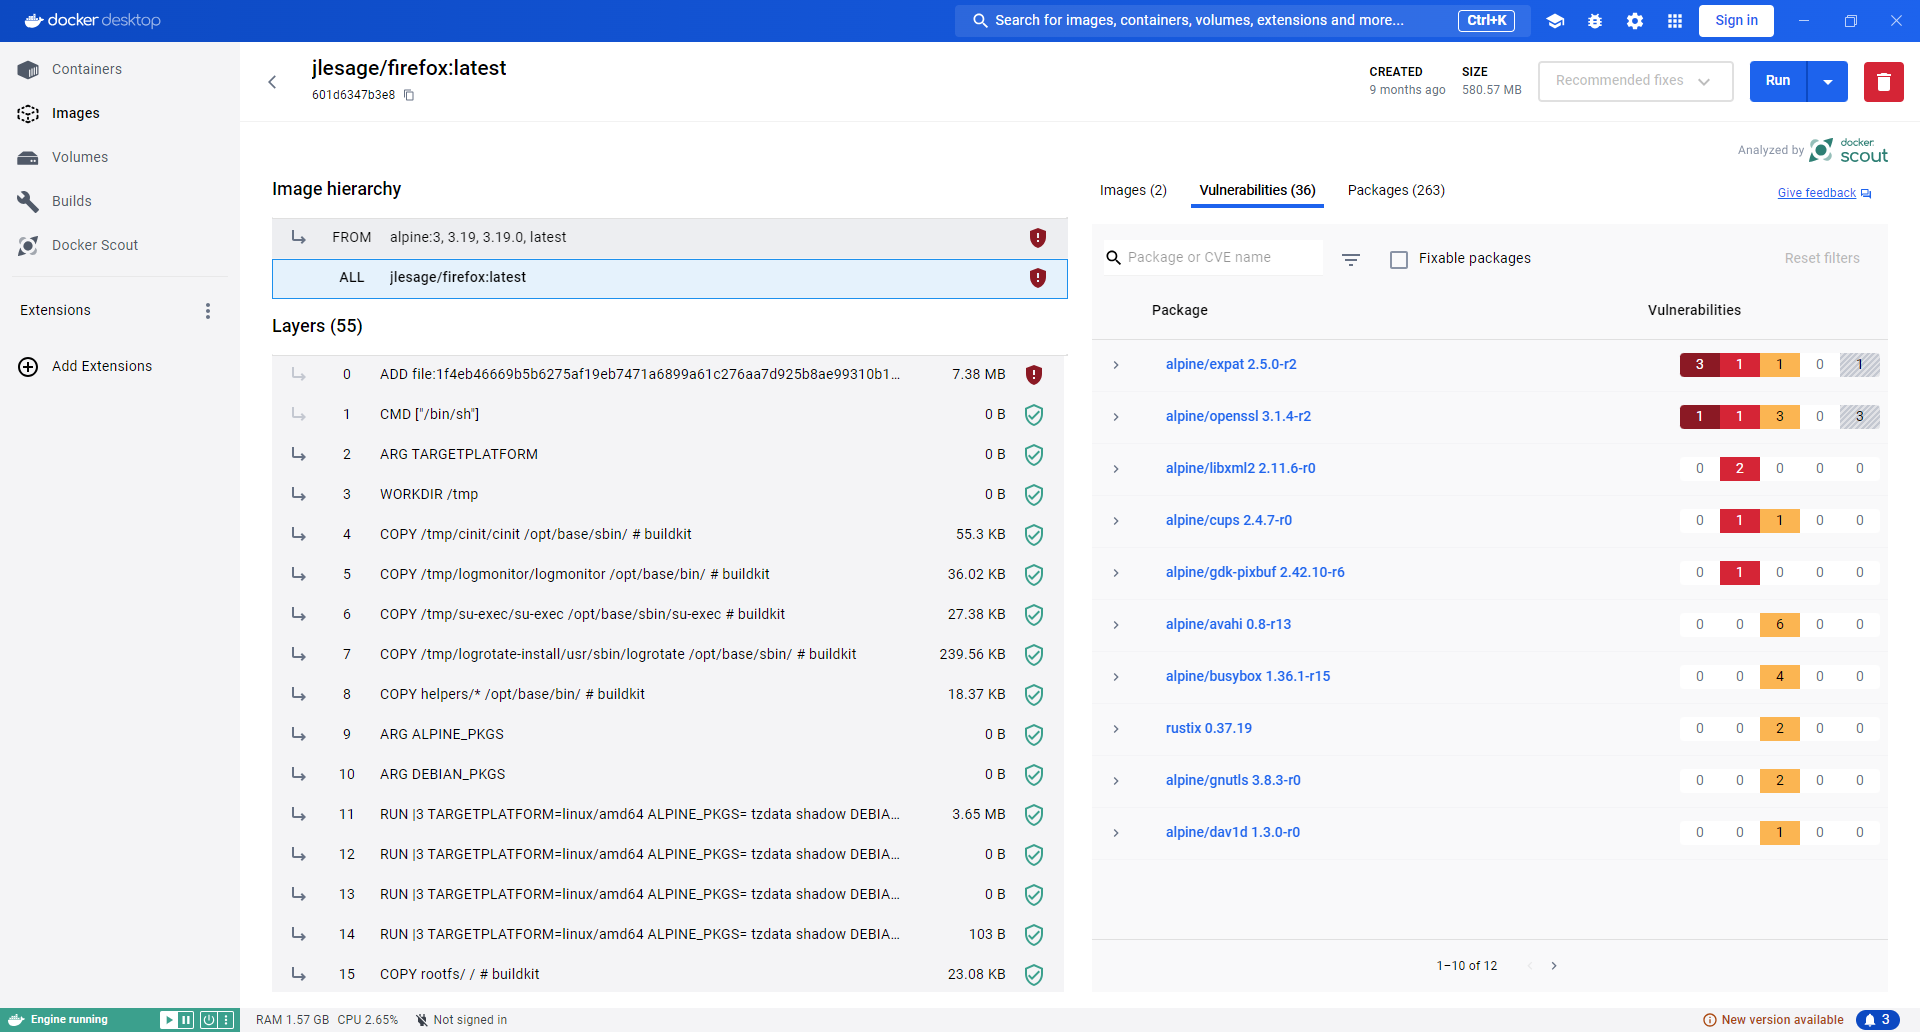 docker desktop
Search for images, containers, volumes, extensions and more...
Ctrl+K
Sign in
Containers
Images
Volumes
Builds
Docker Scout
Extensions
Add Extensions
jlesage/firefox:latest
601d6347b3e8
CREATED
9 months ago
SIZE
580.57 MB
Recommended fixes
Run
Analyzed by docker scout
Image hierarchy
FROM alpine:3, 3.19, 3.19.0, latest
ALL jlesage/firefox:latest
Layers (55)
0 ADD file:1f4eb46669b5b6275af19eb7471a6899a61c276aa7d925b8ae99310b1... 7.38 MB
1 CMD ["/bin/sh"] 0 B
2 ARG TARGETPLATFORM 0 B
3 WORKDIR /tmp 0 B
4 COPY /tmp/cinit/cinit /opt/base/sbin/ # buildkit 55.3 KB
5 COPY /tmp/logmonitor/logmonitor /opt/base/bin/ # buildkit 36.02 KB
6 COPY /tmp/su-exec/su-exec /opt/base/sbin/su-exec # buildkit 27.38 KB
7 COPY /tmp/logrotate-install/usr/sbin/logrotate /opt/base/sbin/ # buildkit 239.56 KB
8 COPY helpers/* /opt/base/bin/ # buildkit 18.37 KB
9 ARG ALPINE_PKGS 0 B
10 ARG DEBIAN_PKGS 0 B
11 RUN |3 TARGETPLATFORM=linux/amd64 ALPINE_PKGS= tzdata shadow DEBIA... 3.65 MB
12 RUN |3 TARGETPLATFORM=linux/amd64 ALPINE_PKGS= tzdata shadow DEBIA... 0 B
13 RUN |3 TARGETPLATFORM=linux/amd64 ALPINE_PKGS= tzdata shadow DEBIA... 0 B
14 RUN |3 TARGETPLATFORM=linux/amd64 ALPINE_PKGS= tzdata shadow DEBIA... 103 B
15 COPY rootfs/ / # buildkit 23.08 KB
Images (2) Vulnerabilities (36) Packages (263)
Give feedback
Package or CVE name
Fixable packages
Reset filters
Package Vulnerabilities
alpine/expat 2.5.0-r2 3 1 1 0 1
alpine/openssl 3.1.4-r2 1 1 3 0 3
alpine/libxml2 2.11.6-r0 0 2 0 0 0
alpine/cups 2.4.7-r0 0 1 1 0 0
alpine/gdk-pixbuf 2.42.10-r6 0 1 0 0 0
alpine/avahi 0.8-r13 0 0 6 0 0
alpine/busybox 1.36.1-r15 0 0 4 0 0
rustix 0.37.19 0 0 2 0 0
alpine/gnutls 3.8.3-r0 0 0 2 0 0
alpine/dav1d 1.3.0-r0 0 0 1 0 0
1–10 of 12
Engine running
RAM 1.57 GB CPU 2.65%
Not signed in
New version available
3